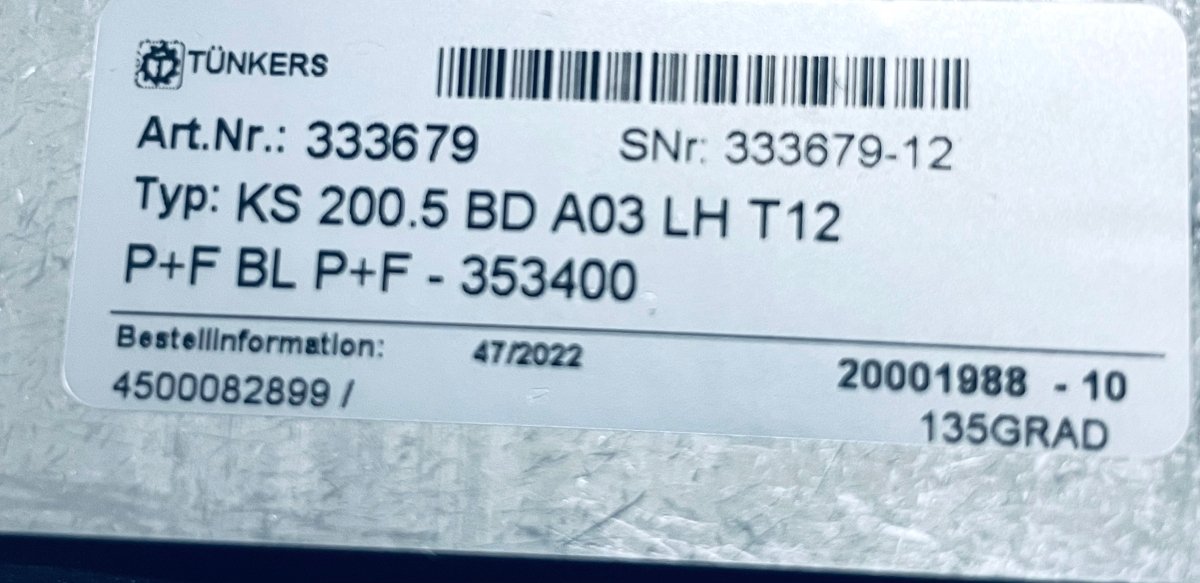 TÜNKERS
Art.Nr.: 333679 SNr: 333679-12
Typ: KS 200.5 BD A03 LH T12
P+F BL P+F - 353400
Bestellinformation: 47/2022 20001988 - 10
4500082899 / 135GRAD